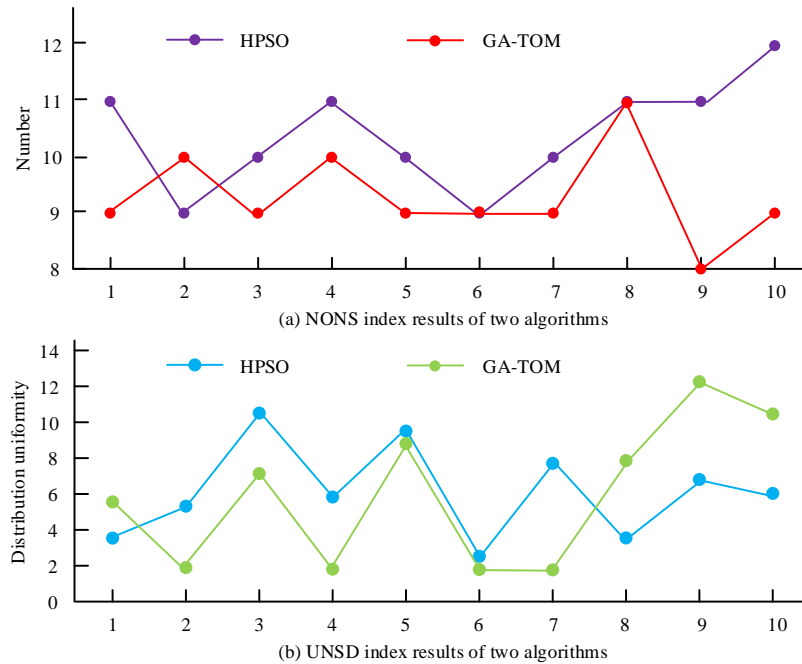 HPSO GA-TOM
Number
12
11
10
9
8
1 2 3 4 5 6 7 8 9 10
(a) NONS index results of two algorithms
HPSO GA-TOM
Distribution uniformity
14
12
10
8
6
4
2
0
1 2 3 4 5 6 7 8 9 10
(b) UNSD index results of two algorithms